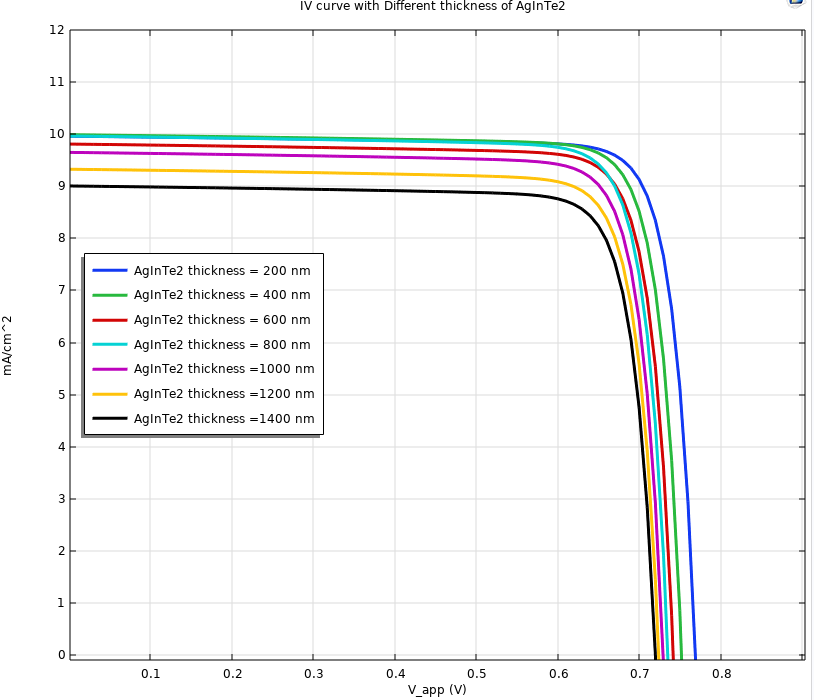 IV curve with Different thickness of AgInTe2
12
11
10
9
8
7
6
5
4
3
2
1
0
mA/cm^2
AgInTe2 thickness = 200 nm
AgInTe2 thickness = 400 nm
AgInTe2 thickness = 600 nm
AgInTe2 thickness = 800 nm
AgInTe2 thickness =1000 nm
AgInTe2 thickness =1200 nm
AgInTe2 thickness =1400 nm
0.1 0.2 0.3 0.4 0.5 0.6 0.7 0.8
V_app (V)